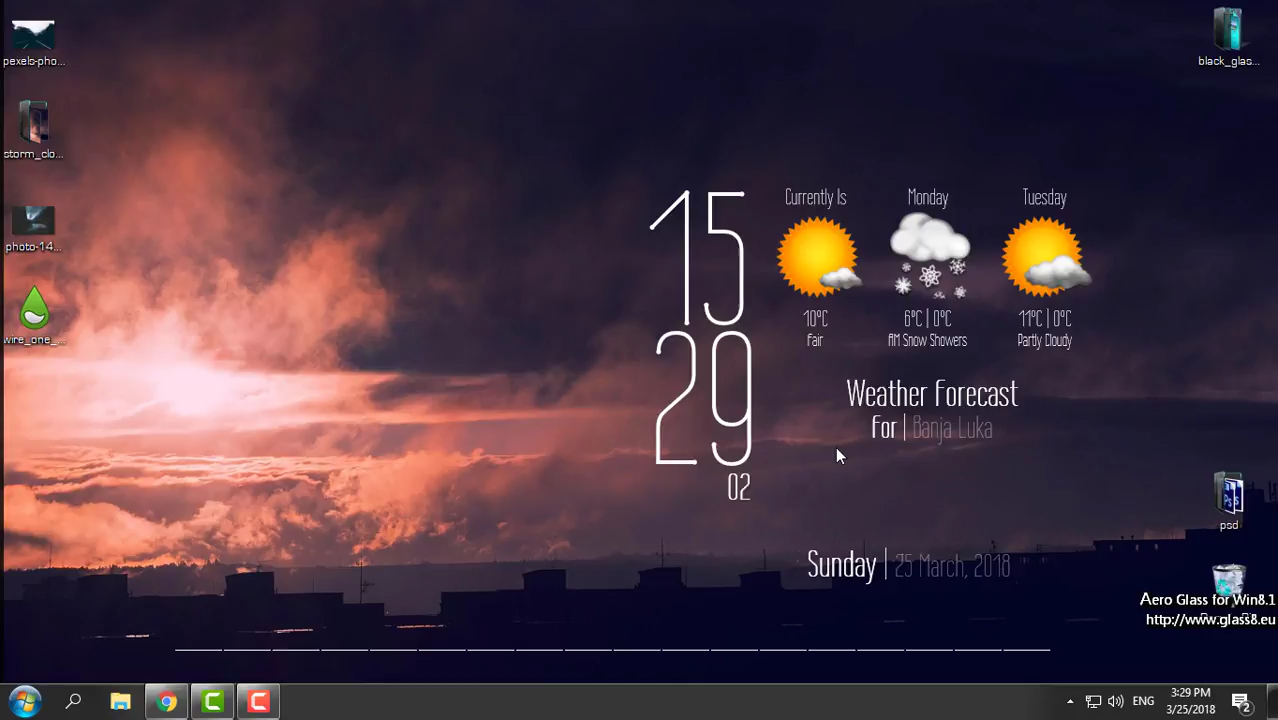 pexels-pho...
storm_clo...
photo-14...
wire_one_...
black_glas...
15
29
02
Currently Is
10°C
Fair
Monday
6°C | 0°C
AM Snow Showers
Tuesday
11°C | 0°C
Partly Cloudy
Weather Forecast
For | Banja Luka
Sunday | 25 March, 2018
psd
Ps
Aero Glass for Win8.1
http://www.glass8.eu
ENG
3:29 PM
3/25/2018
2